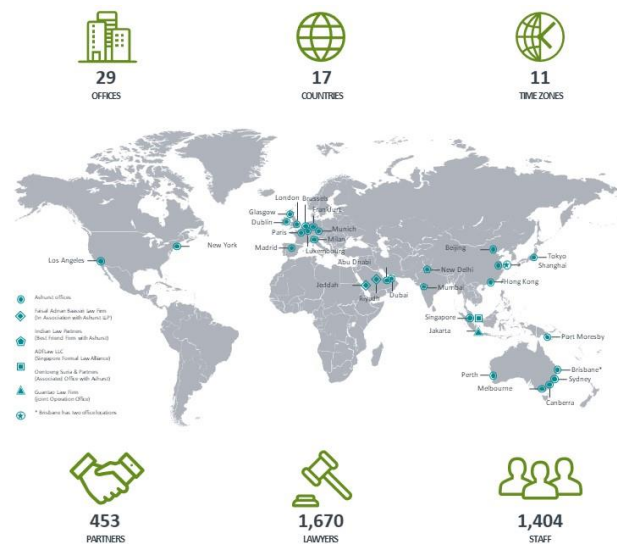 29
OFFICES
17
COUNTRIES
11
TIME ZONES
London
Brussels
Glasgow
Frankfurt
Dublin
Paris
Munich
Milan
Madrid
Luxembourg
New York
Los Angeles
Abu Dhabi
Jeddah
Riyadh
Dubai
New Delhi
Mumbai
Beijing
Tokyo
Shanghai
Hong Kong
Singapore
Jakarta
Port Moresby
Perth
Brisbane*
Sydney
Melbourne
Canberra
Ashurst offices
Faisal Adnan Baassiri Law Firm
(In Association with Ashurst LLP)
Indian Law Partners
(Best Friend Firm with Ashurst)
ADTLaw LLC
(Singapore Formal Law Alliance)
Oentoeng Suria & Partners
(Associated Office with Ashurst)
Guantao Law Firm
(Joint Operation Office)
* Brisbane has two office locations
453
PARTNERS
1,670
LAWYERS
1,404
STAFF